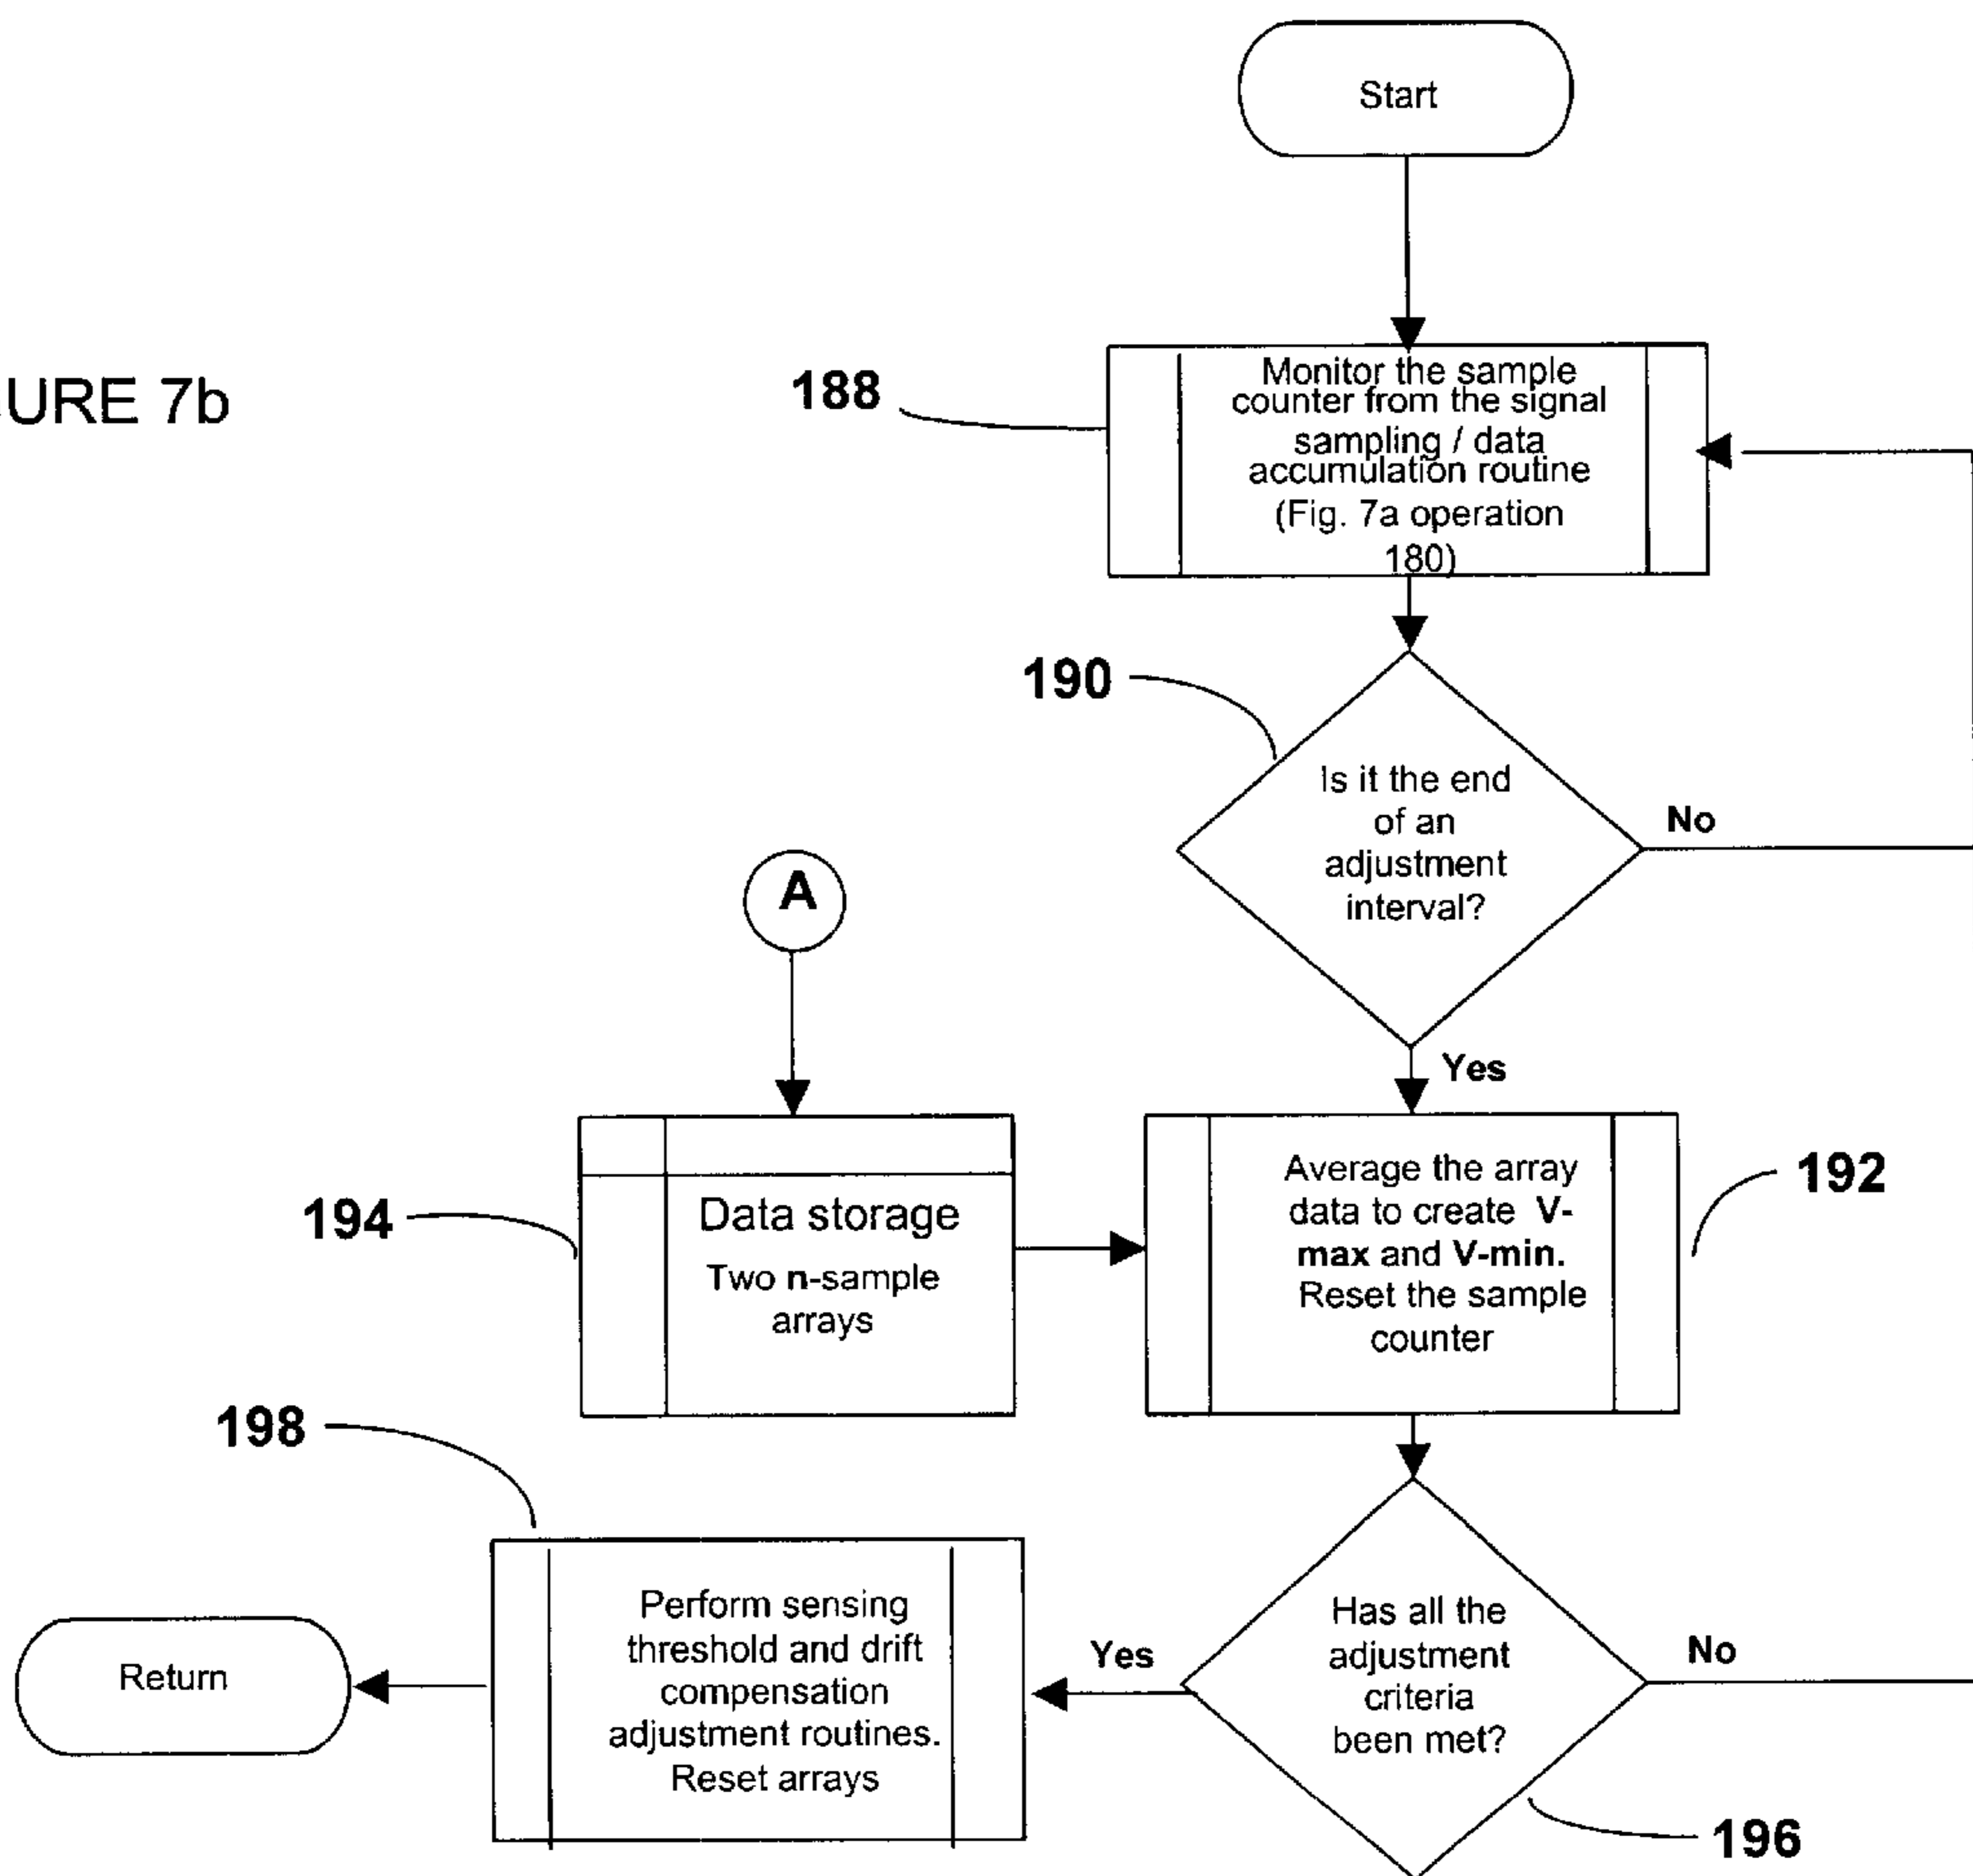 Start
URE 7b
188
Monitor the sample
counter from the signal
sampling / data
accumulation routine
(Fig. 7a operation
180)
190
Is it the end
of an
adjustment
interval?
No
A
Yes
194
Data storage
Two n-sample
arrays
Average the array
data to create V-
max and V-min.
Reset the sample
counter
192
198
Perform sensing
threshold and drift
compensation
adjustment routines.
Reset arrays
Return
Yes
Has all the
adjustment
criteria
been met?
No
196